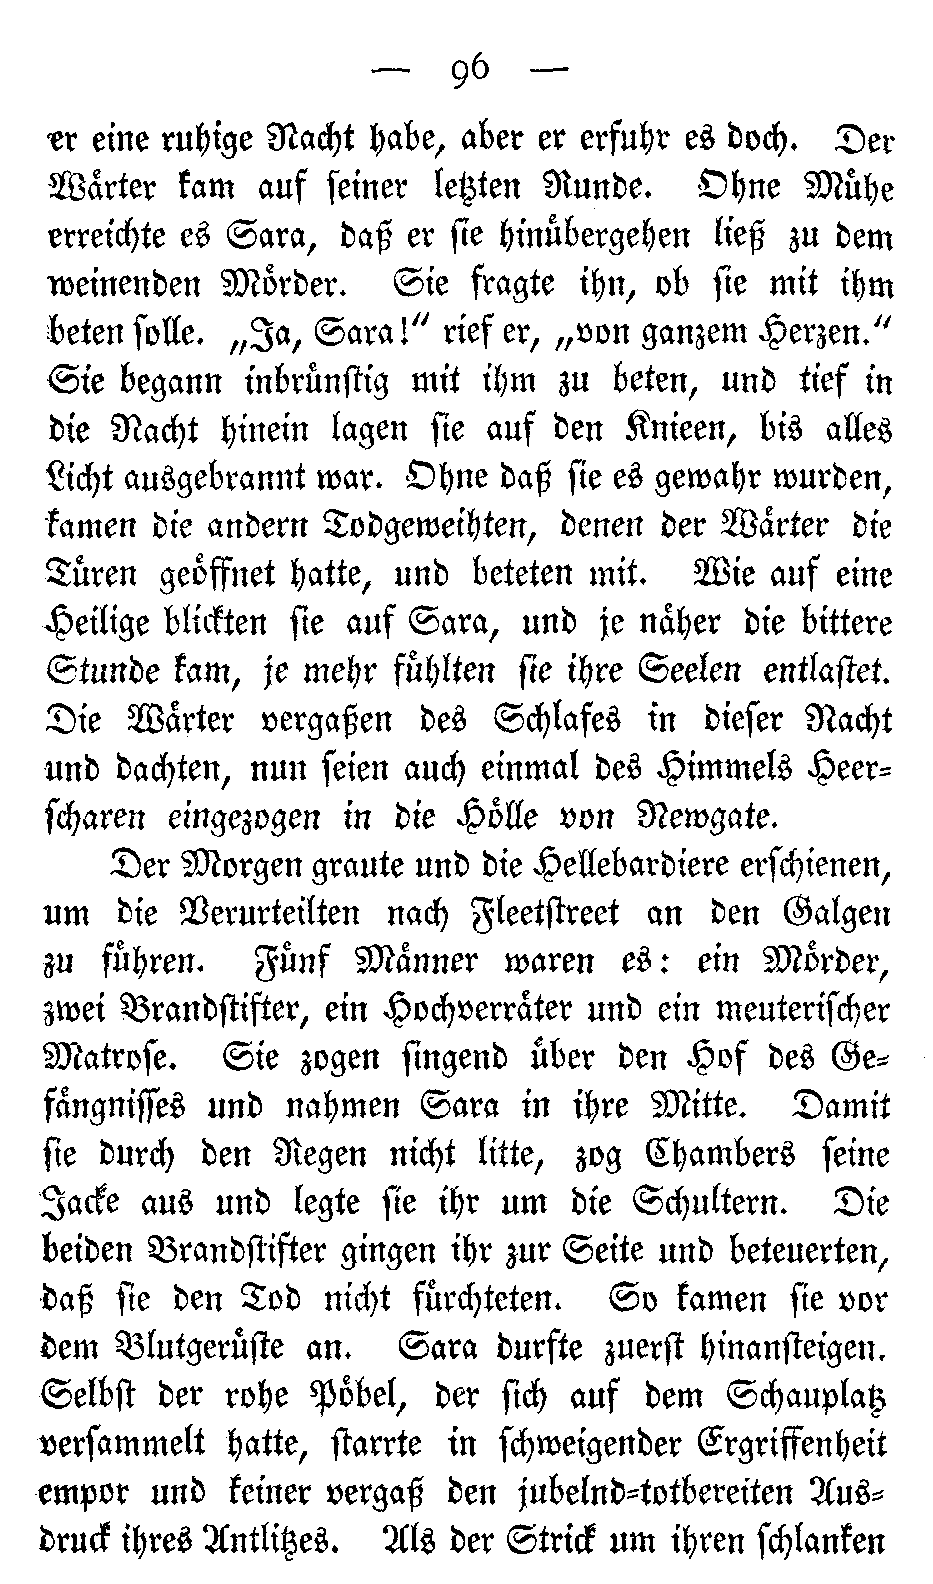 — 96 —
er eine ruhige Nacht habe, aber er erfuhr es doch. Der
Wärter kam auf seiner letzten Runde. Ohne Mühe
erreichte es Sara, daß er sie hinübergehen ließ zu dem
weinenden Mörder. Sie fragte ihn, ob sie mit ihm
beten solle. „Ja, Sara!“ rief er, „von ganzem Herzen.“
Sie begann inbrünstig mit ihm zu beten, und tief in
die Nacht hinein lagen sie auf den Knieen, bis alles
Licht ausgebrannt war. Ohne daß sie es gewahr wurden,
kamen die andern Todgeweihten, denen der Wärter die
Türen geöffnet hatte, und beteten mit. Wie auf eine
Heilige blickten sie auf Sara, und je näher die bittere
Stunde kam, je mehr fühlten sie ihre Seelen entlastet.
Die Wärter vergaßen des Schlafes in dieser Nacht
und dachten, nun seien auch einmal des Himmels Heer-
scharen eingezogen in die Hölle von Newgate.
Der Morgen graute und die Hellebardiere erschienen,
um die Verurteilten nach Fleetstreet an den Galgen
zu führen. Fünf Männer waren es: ein Mörder,
zwei Brandstifter, ein Hochverräter und ein meuterischer
Matrose. Sie zogen singend über den Hof des Ge-
fängnisses und nahmen Sara in ihre Mitte. Damit
sie durch den Regen nicht litte, zog Chambers seine
Jacke aus und legte sie ihr um die Schultern. Die
beiden Brandstifter gingen ihr zur Seite und beteuerten,
daß sie den Tod nicht fürchteten. So kamen sie vor
dem Blutgerüste an. Sara durfte zuerst hinansteigen.
Selbst der rohe Pöbel, der sich auf dem Schauplatz
versammelt hatte, starrte in schweigender Ergriffenheit
empor und keiner vergaß den jubelnd-totbereiten Aus-
druck ihres Antlitzes. Als der Strick um ihren schlanken